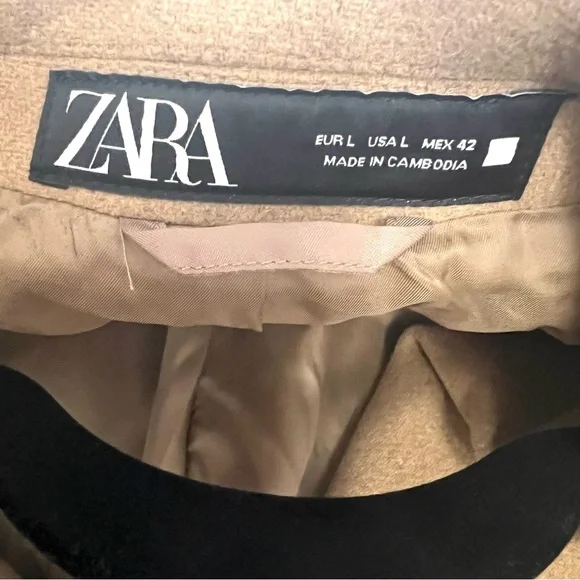 ZARA
EUR L USA L MEX 42
MADE IN CAMBODIA